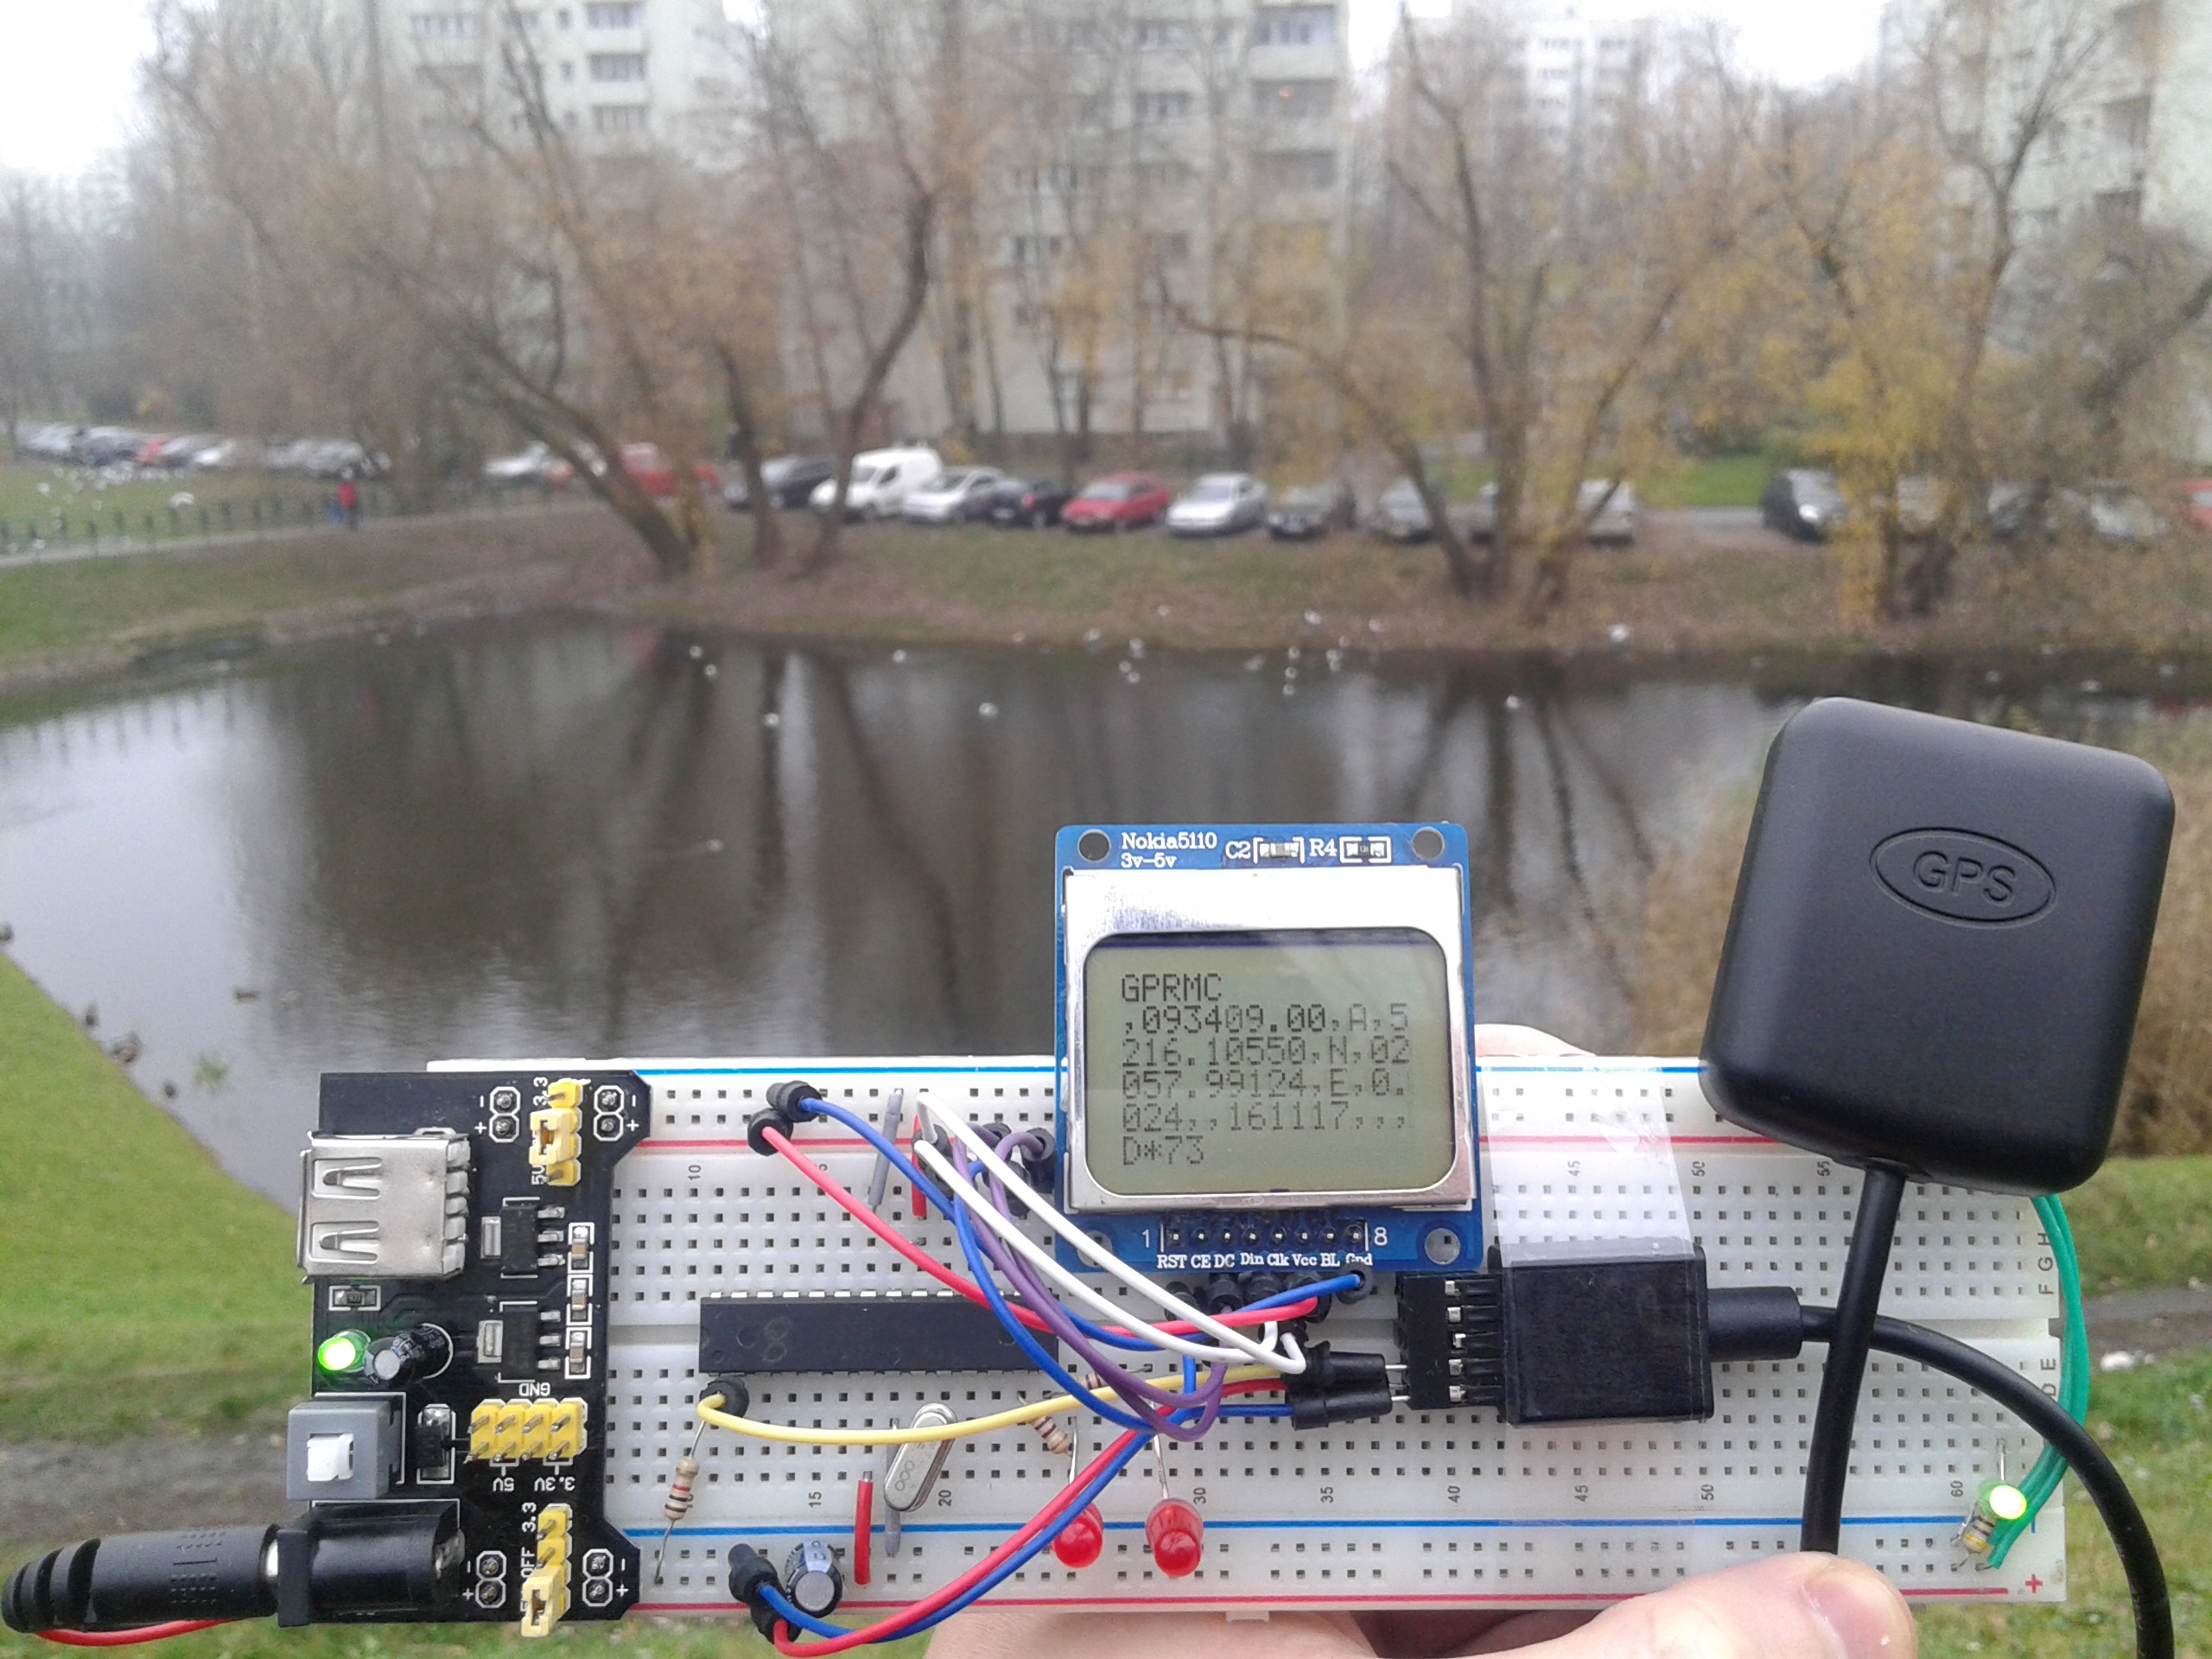 Nokia5110
3v-5v
C2
R4
GPS
GPRMC
,093409.00,A,5
216.10550,N,02
057.99124,E,0.
024,,161117,,,
D*73
1
8
RST CE DC Din Clk Vcc BL Gnd
3.3
5V
GND
5V
3.3V
3.3
OFF
- +
- +
10
45
50
55
H
G
F
E
D
15
20
30
35
40
45
50
60
-
+